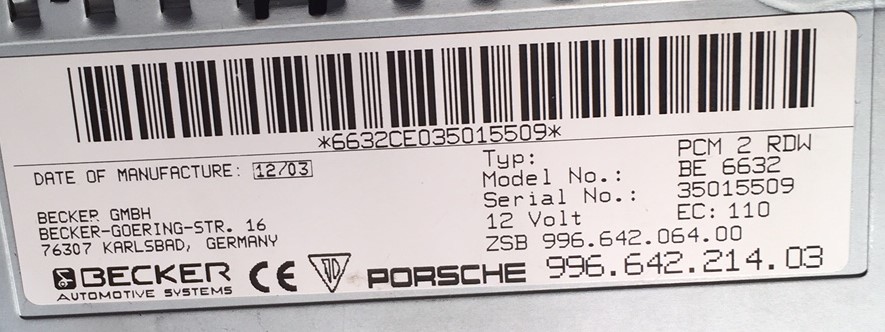 *6632CE035015509*
DATE OF MANUFACTURE: 12/03
BECKER GMBH
BECKER-GOERING-STR. 16
76307 KARLSBAD, GERMANY
Typ: PCM 2 RDW
Model No.: BE 6632
Serial No.: 35015509
12 Volt EC: 110
ZSB 996.642.064.00
BECKER
AUTOMOTIVE SYSTEMS
CE
PORSCHE 996.642.214.03